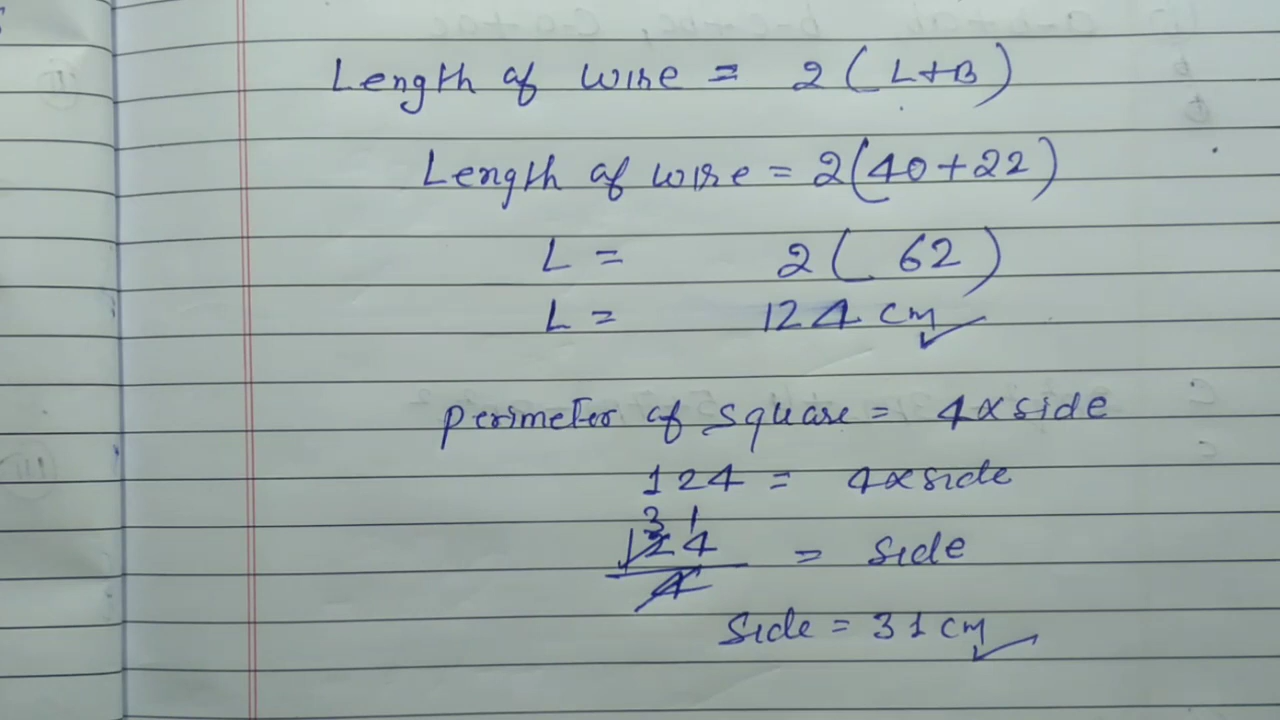 Length of wire = 2 ( L+B )
Length of wire = 2(40+22)
L = 2 ( 62 )
L = 124 cm
Perimeter of square = 4×side
124 = 4×side
31
124/4 = side
Side = 31 cm